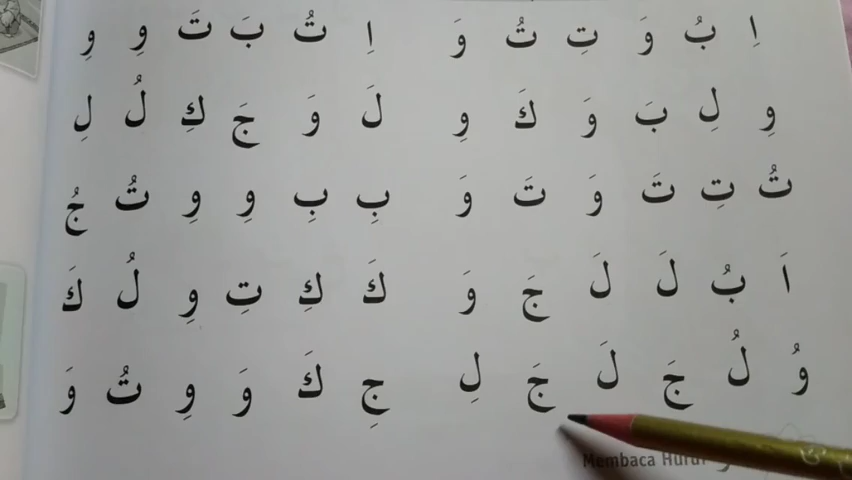 اِ بُ وَ تِ تُ وَ اِ تُ بَ تَ وِ وِ
وِ لِ بَ وَ كَ وِ لَ وَ جَ كِ لُ لِ
تُ تِ تَ وَ تَ وَ بِ بِ وِ وِ تُ جُ
اَ بُ لَ لَ جَ وَ كَ كِ تِ وِ لُ كَ
وُ لُ جَ لَ جَ لِ جِ كَ وَ وِ تُ وَ
Membaca Huruf